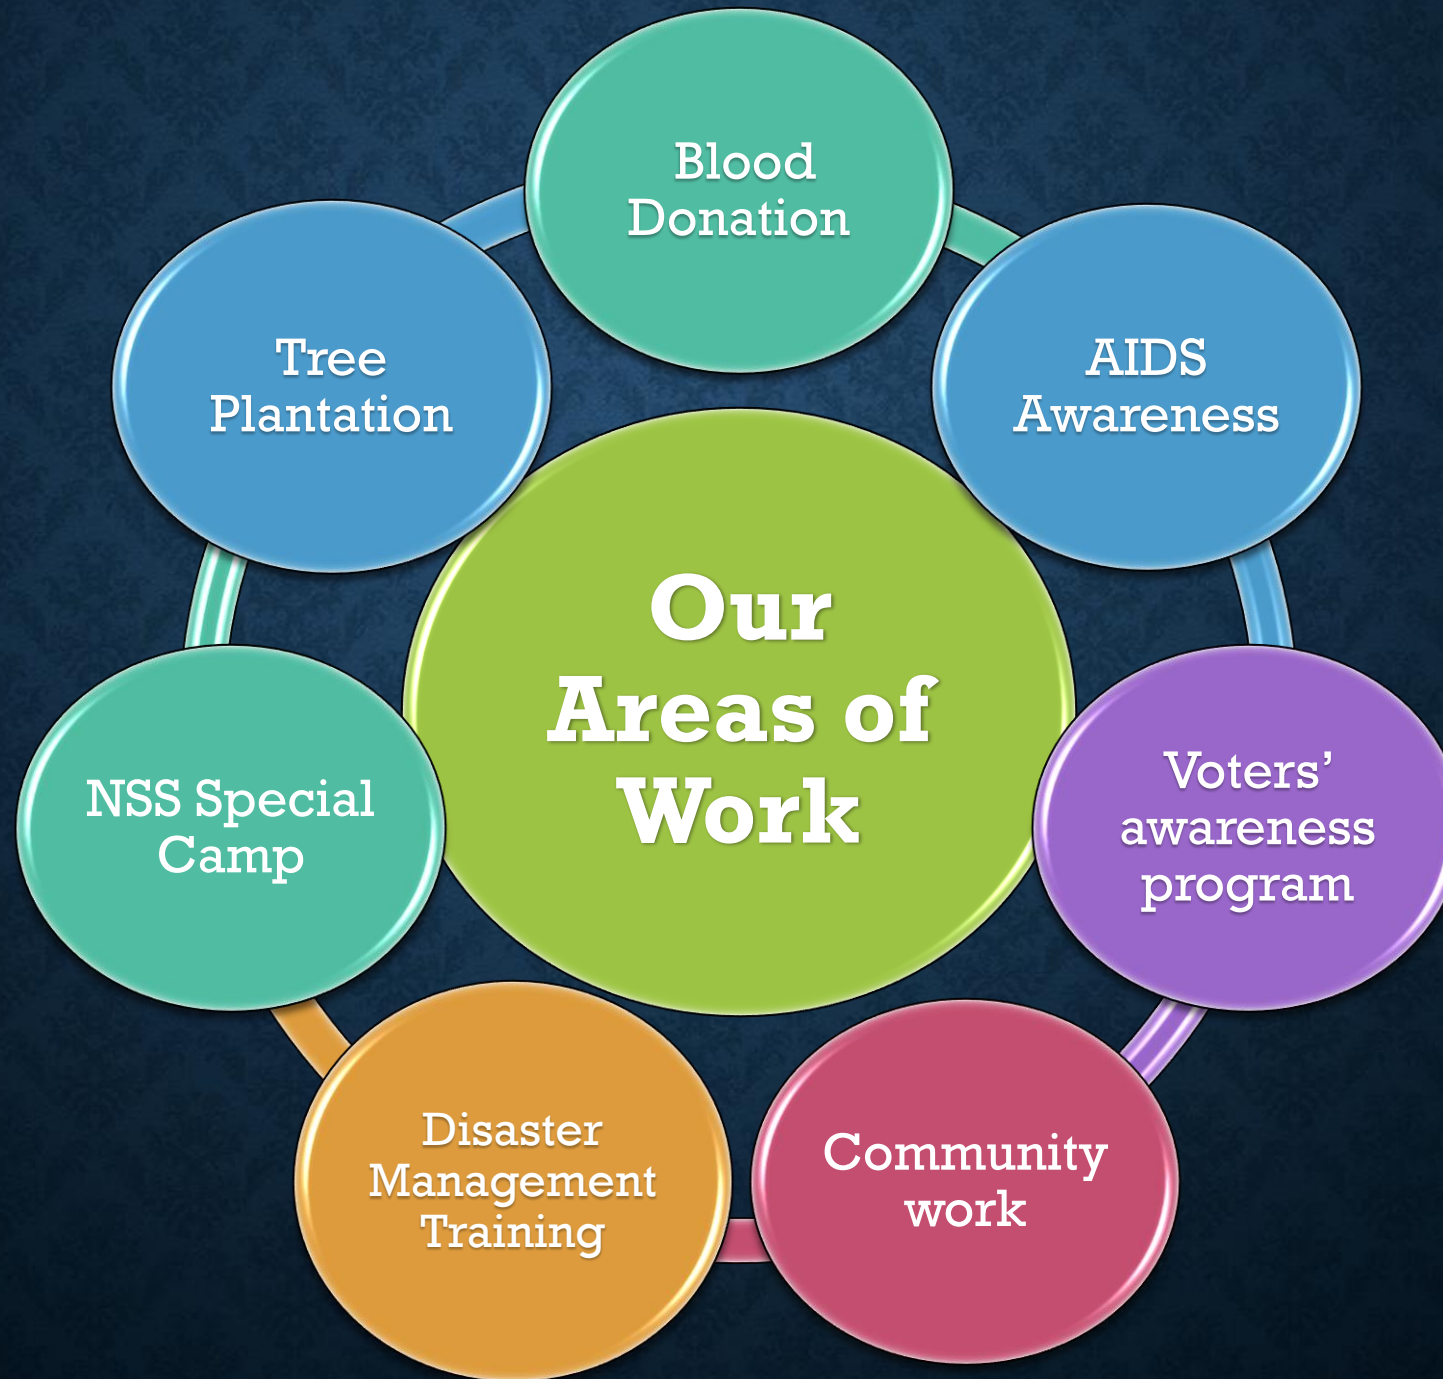 Blood
Donation
AIDS
Awareness
Voters’
awareness
program
Community
work
Disaster
Management
Training
NSS Special
Camp
Tree
Plantation
Our
Areas of
Work